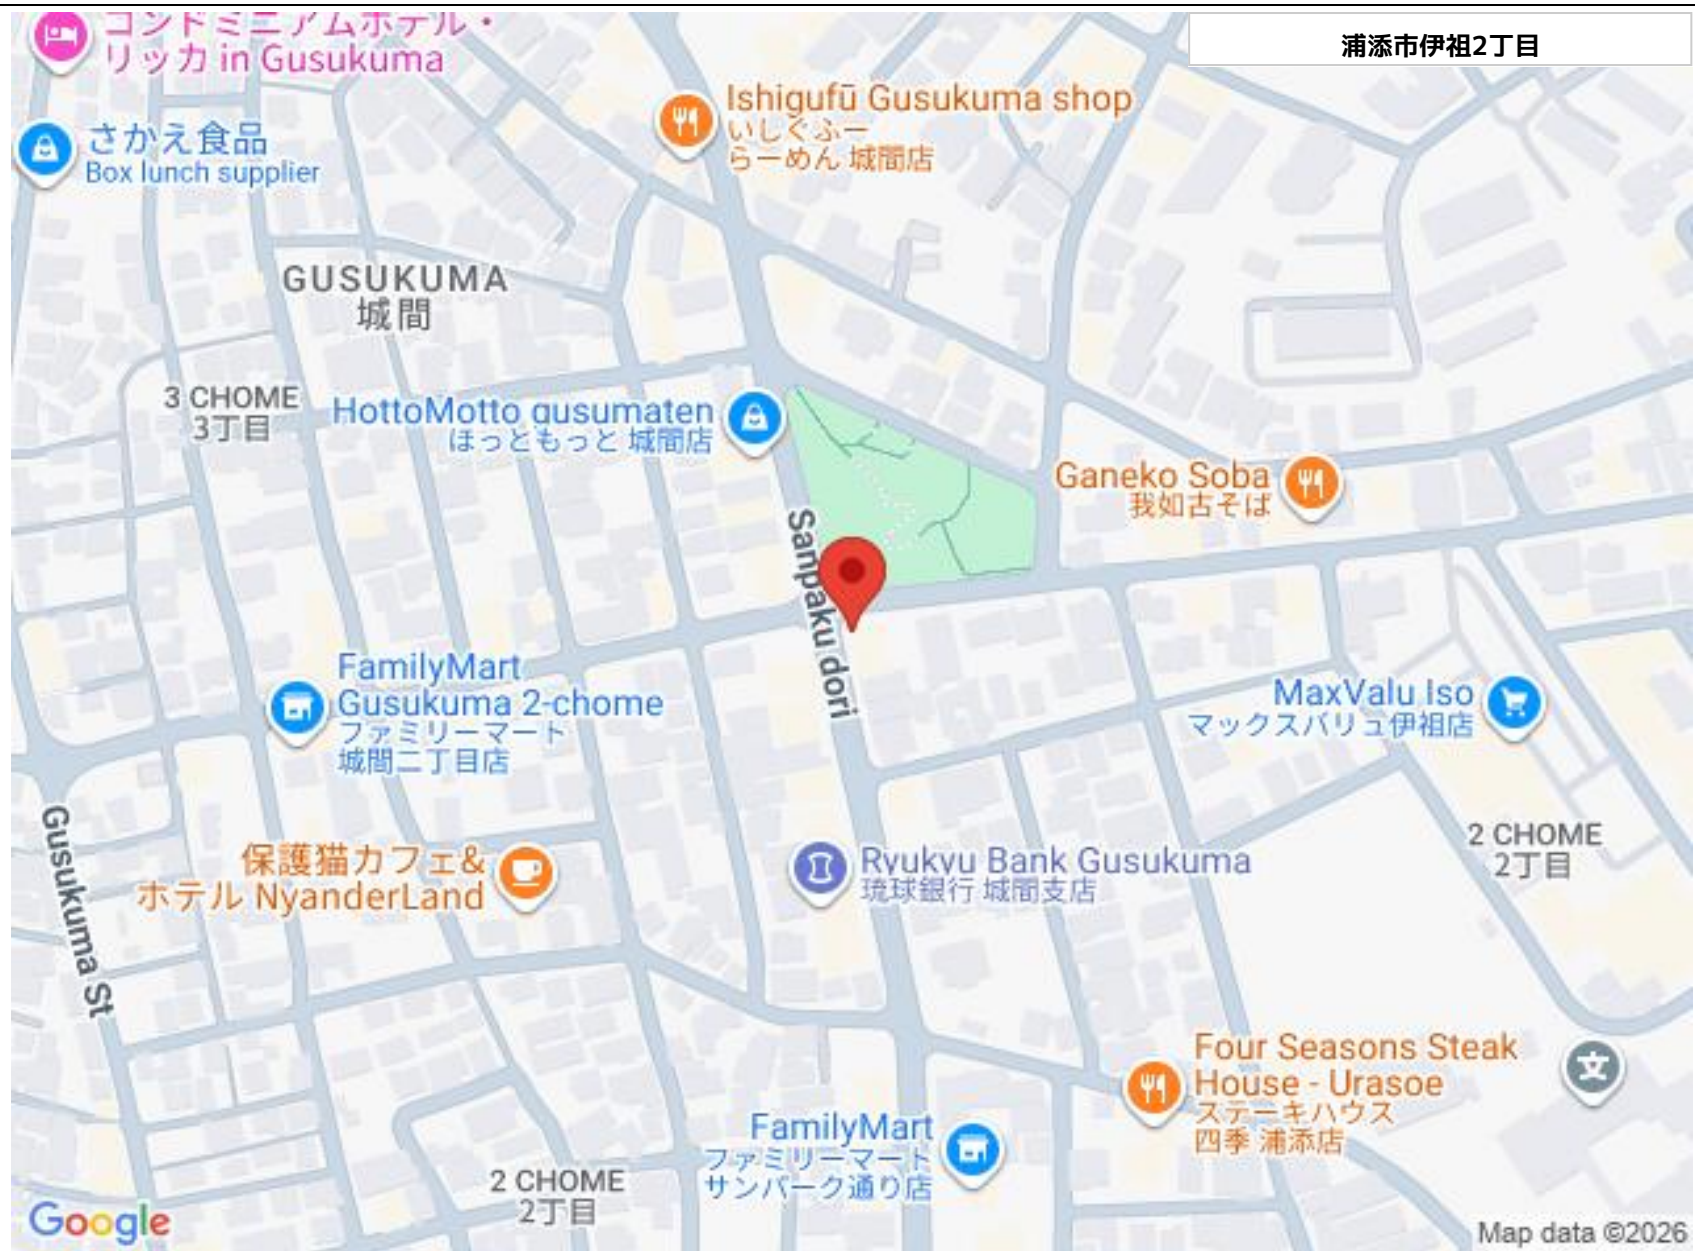 コンドミニアムホテル・
リッカ in Gusukuma
浦添市伊祖2丁目
さかえ食品
Box lunch supplier
Ishigufū Gusukuma shop
いしぐふー
らーめん 城間店
GUSUKUMA
城間
3 CHOME
3丁目
HottoMotto gusumaten
ほっともっと 城間店
Ganeko Soba
我如古そば
Sanpaku dori
FamilyMart
Gusukuma 2-chome
ファミリーマート
城間二丁目店
MaxValu Iso
マックスバリュ伊祖店
Gusukuma St
保護猫カフェ&
ホテル NyanderLand
Ryukyu Bank Gusukuma
琉球銀行 城間支店
2 CHOME
2丁目
Four Seasons Steak
House - Urasoe
ステーキハウス
四季 浦添店
文
FamilyMart
ファミリーマート
サンパーク通り店
2 CHOME
2丁目
Google
Map data ©2026